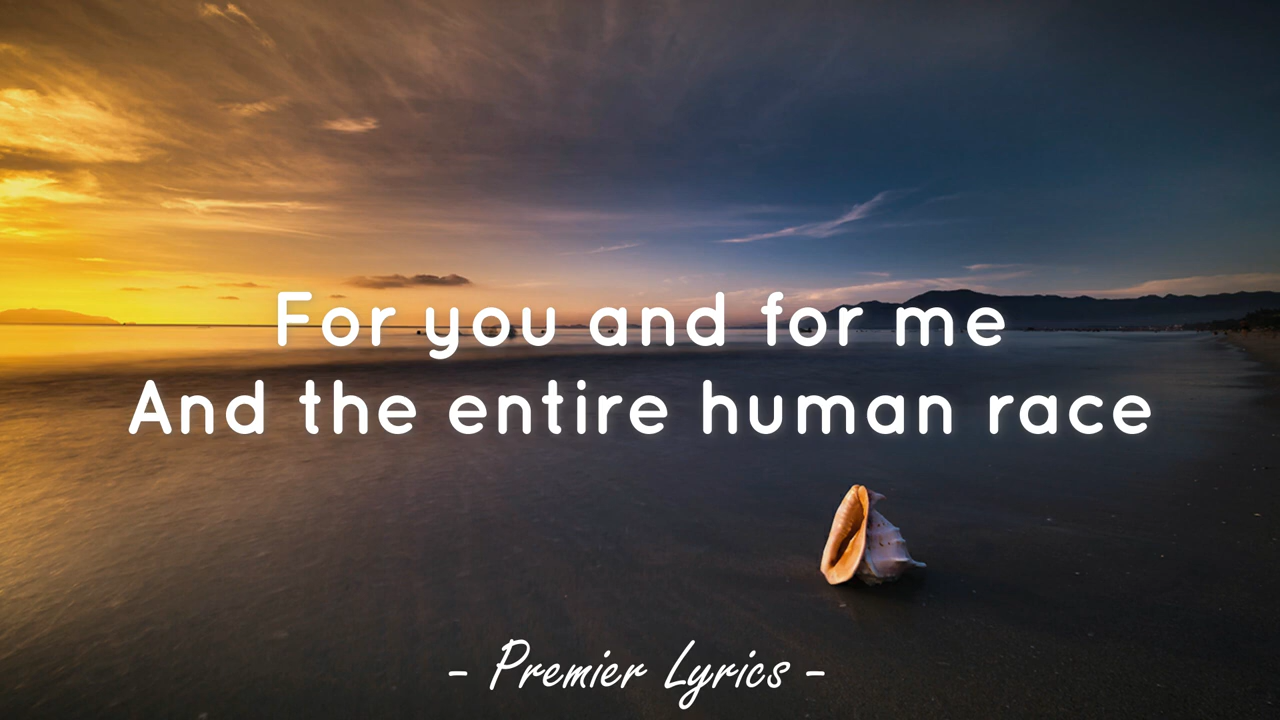 For you and for me
And the entire human race
- Premier Lyrics -